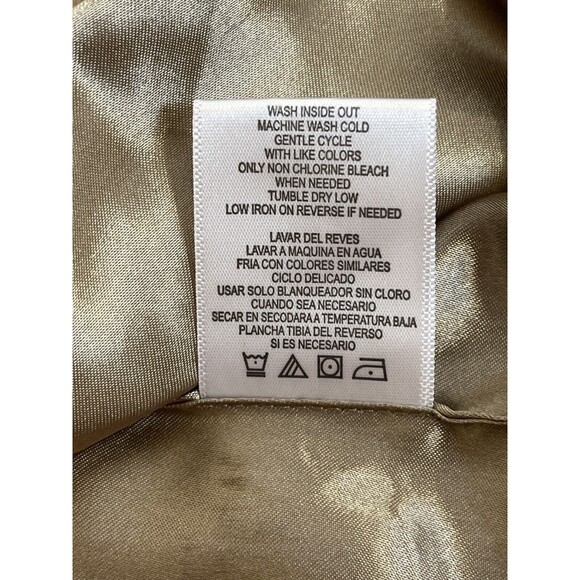 WASH INSIDE OUT
MACHINE WASH COLD
GENTLE CYCLE
WITH LIKE COLORS
ONLY NON CHLORINE BLEACH
WHEN NEEDED
TUMBLE DRY LOW
LOW IRON ON REVERSE IF NEEDED
LAVAR DEL REVES
LAVAR A MAQUINA EN AGUA
FRIA CON COLORES SIMILARES
CICLO DELICADO
USAR SOLO BLANQUEADOR SIN CLORO
CUANDO SEA NECESARIO
SECAR EN SECODARA A TEMPERATURA BAJA
PLANCHA TIBIA DEL REVERSO
SI ES NECESARIO